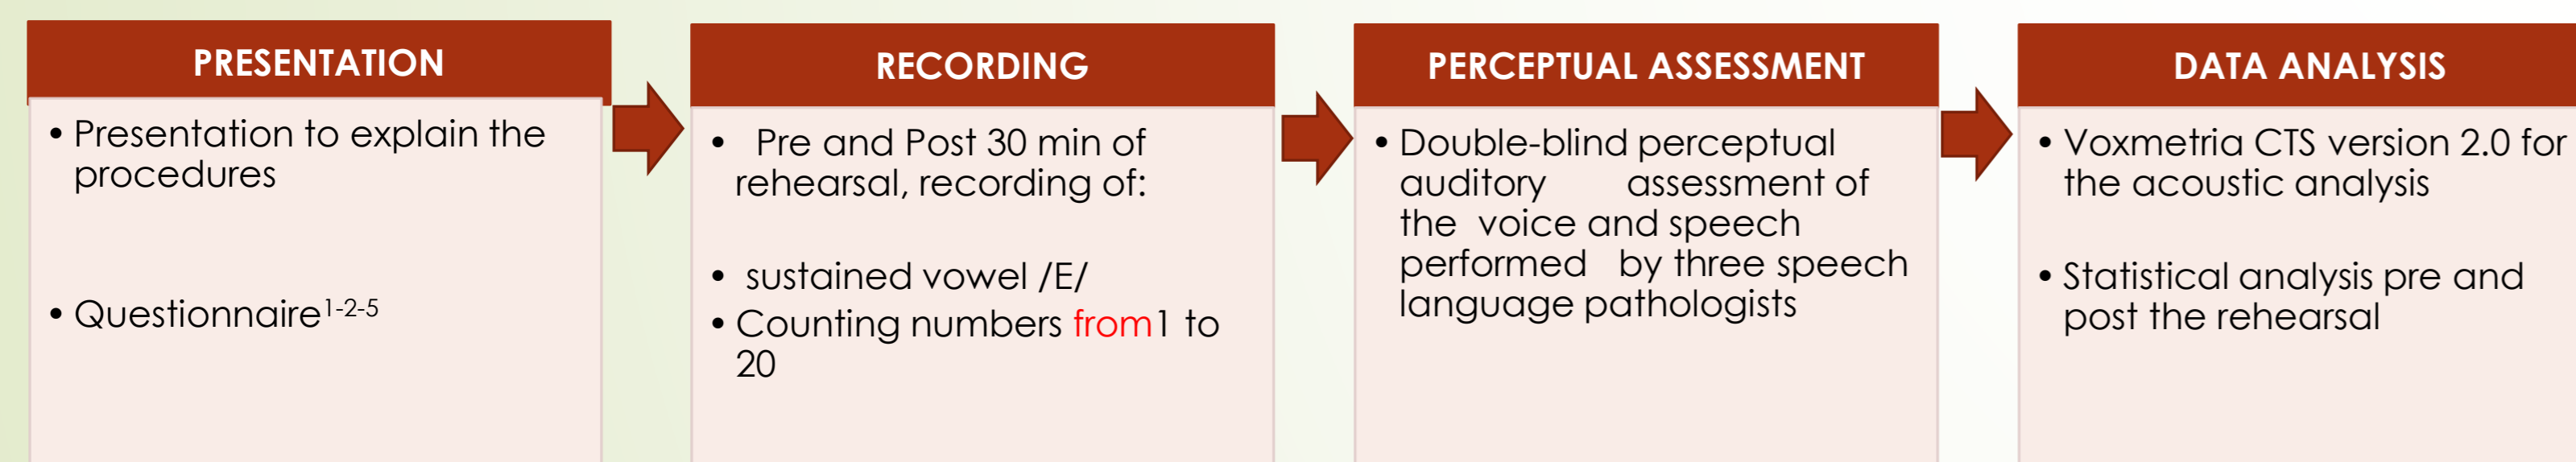 PRESENTATION
• Presentation to explain the
procedures
• Questionnaire1-2-5
RECORDING
• Pre and Post 30 min of
rehearsal, recording of:
• sustained vowel /E/
• Counting numbers from1 to
20
PERCEPTUAL ASSESSMENT
• Double-blind perceptual
auditory assessment of
the voice and speech
performed by three speech
language pathologists
DATA ANALYSIS
• Voxmetria CTS version 2.0 for
the acoustic analysis
• Statistical analysis pre and
post the rehearsal